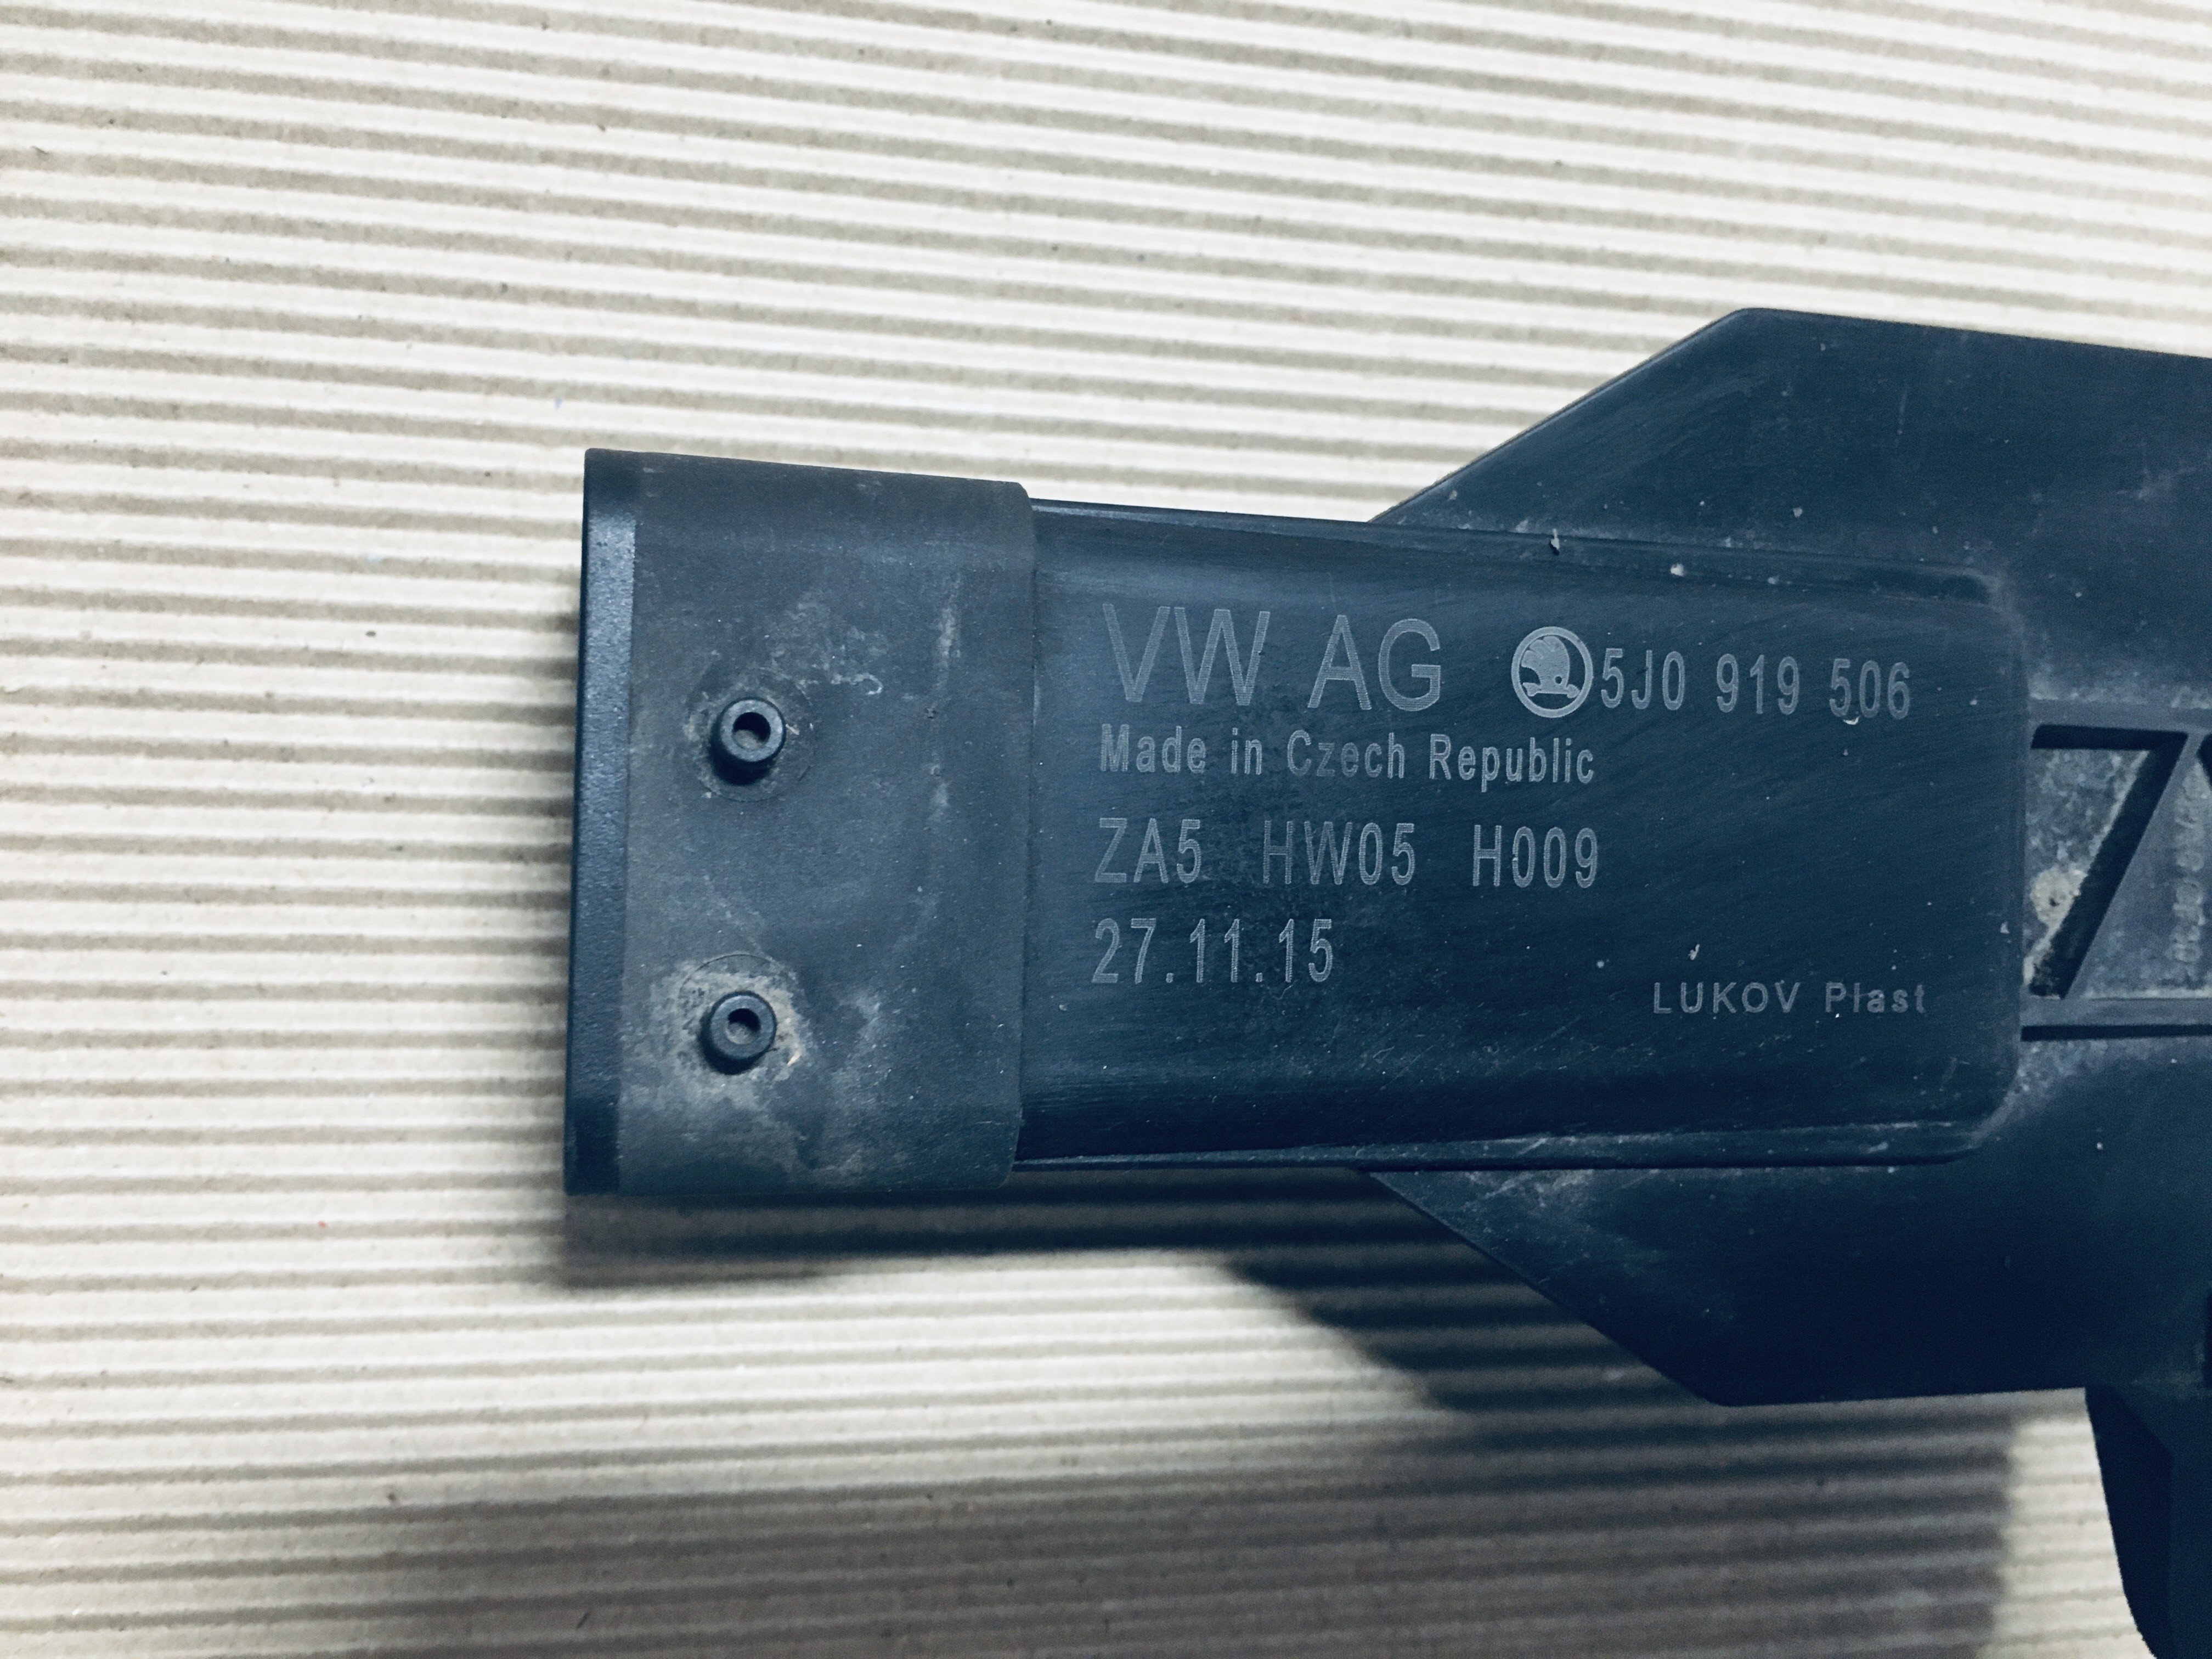 VW AG 5J0 919 506
Made in Czech Republic
ZA5 HW05 H009
27.11.15
LUKOV Plast